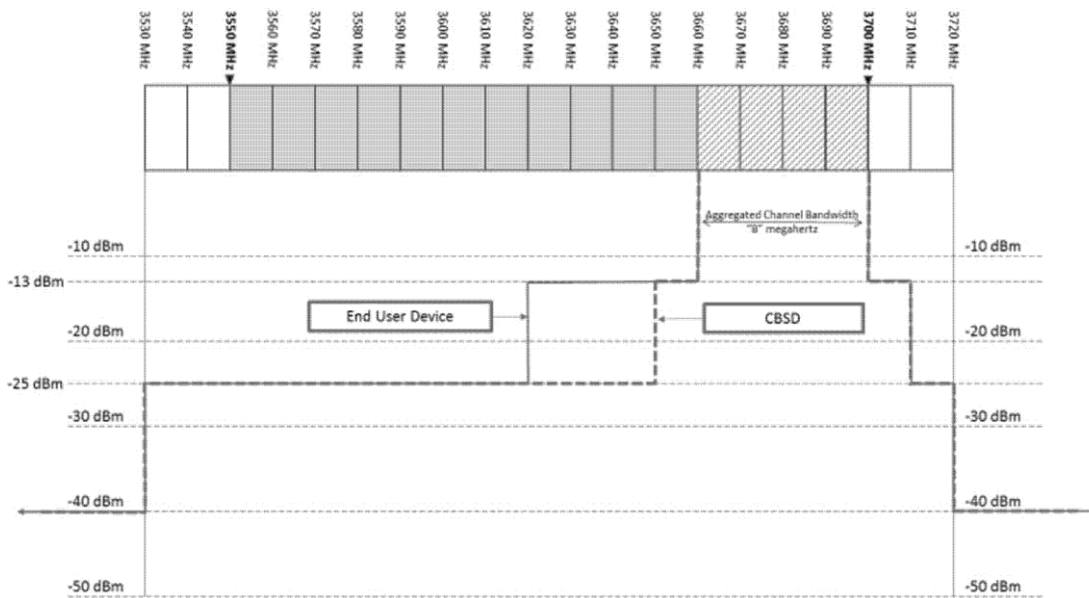 3530 MHz
3540 MHz
3550 MHz
3560 MHz
3570 MHz
3580 MHz
3590 MHz
3600 MHz
3610 MHz
3620 MHz
3630 MHz
3640 MHz
3650 MHz
3660 MHz
3670 MHz
3680 MHz
3690 MHz
3700 MHz
3710 MHz
3720 MHz
Aggregated Channel Bandwidth
"B" megahertz
-10 dBm
-10 dBm
-13 dBm
End User Device
CBSD
-20 dBm
-20 dBm
-25 dBm
-30 dBm
-30 dBm
-40 dBm
-40 dBm
-50 dBm
-50 dBm